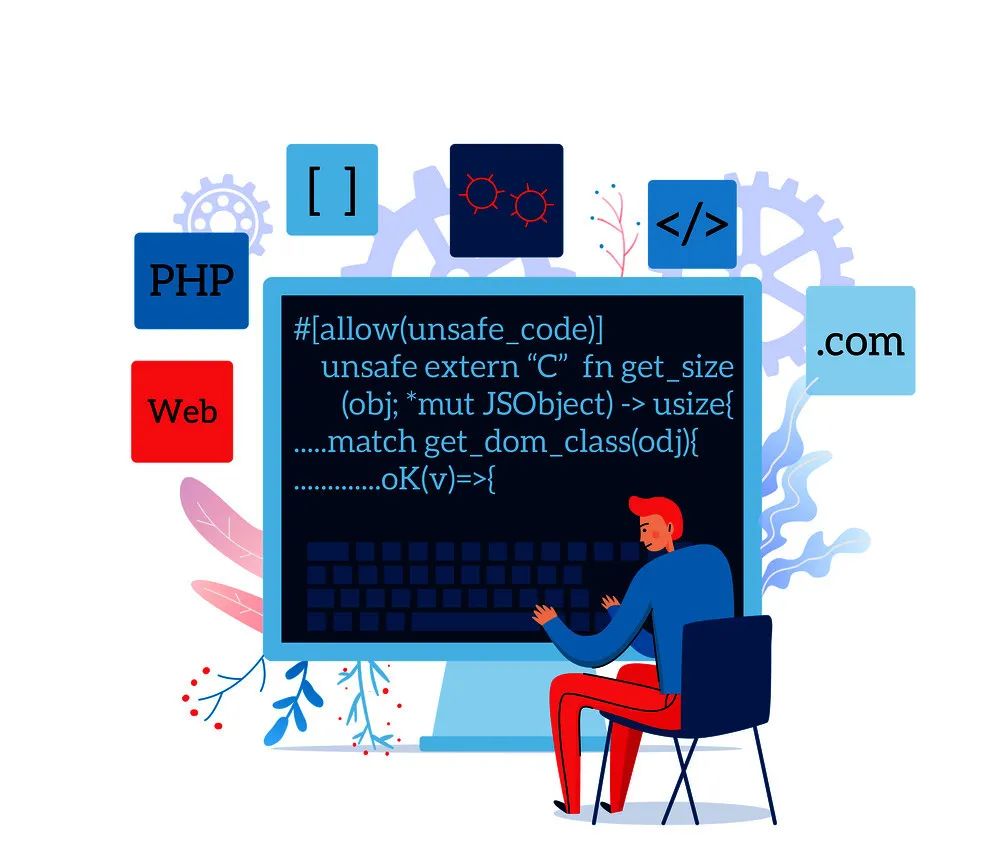 [ ]
</>
PHP
.com
Web
#[allow(unsafe_code)]
unsafe extern “C” fn get_size
(obj; *mut JSObject) -> usize{
.....match get_dom_class(odj){
.............oK(v)=>{